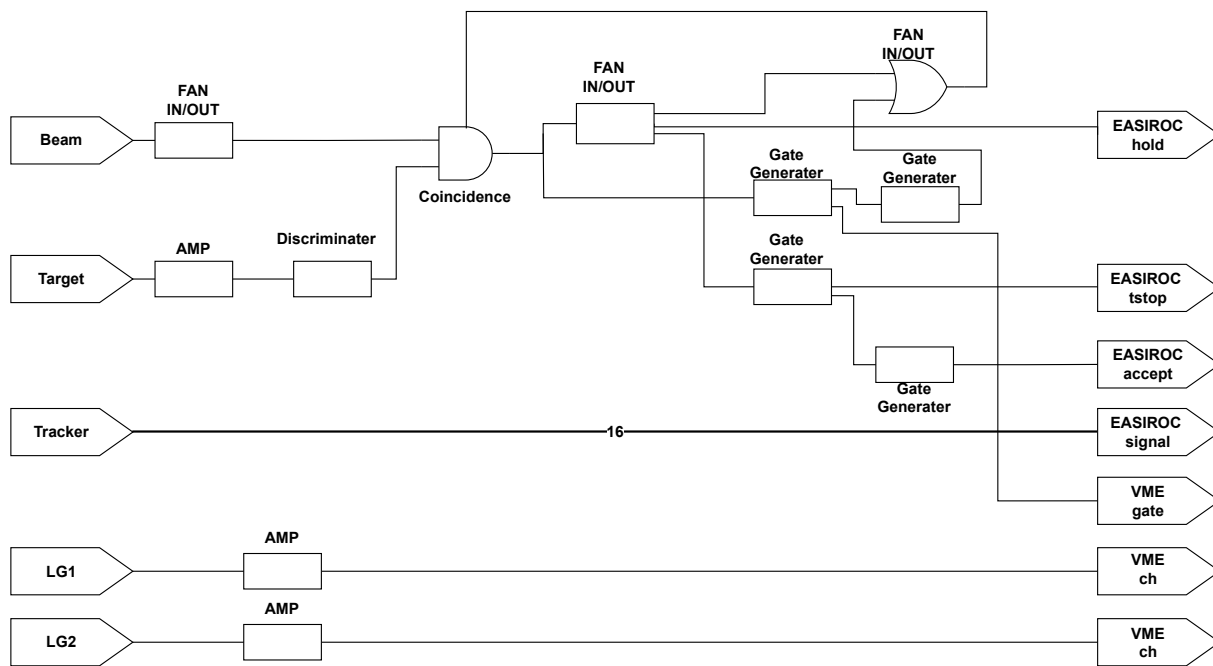 FAN
IN/OUT
FAN
IN/OUT
FAN
IN/OUT
Beam
EASIROC
hold
Coincidence
Gate
Generater
Gate
Generater
Target
AMP
Discriminater
Gate
Generater
EASIROC
tstop
EASIROC
accept
Gate
Generater
Tracker
16
EASIROC
signal
VME
gate
LG1
AMP
VME
ch
LG2
AMP
VME
ch